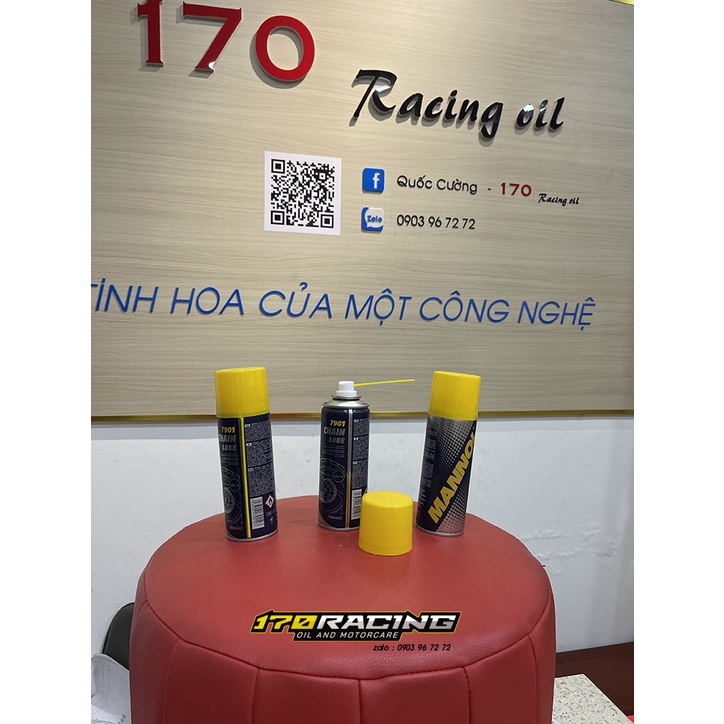 170
Racing oil
Quốc Cường - 170 Racing oil
Zalo
0903 96 72 72
TINH HOA CỦA MỘT CÔNG NGHỆ
7901
CHAIN
LUBE
7901
CHAIN
LUBE
MANNOL
170RACING
OIL AND MOTORCARE
zalo : 0903 96 72 72